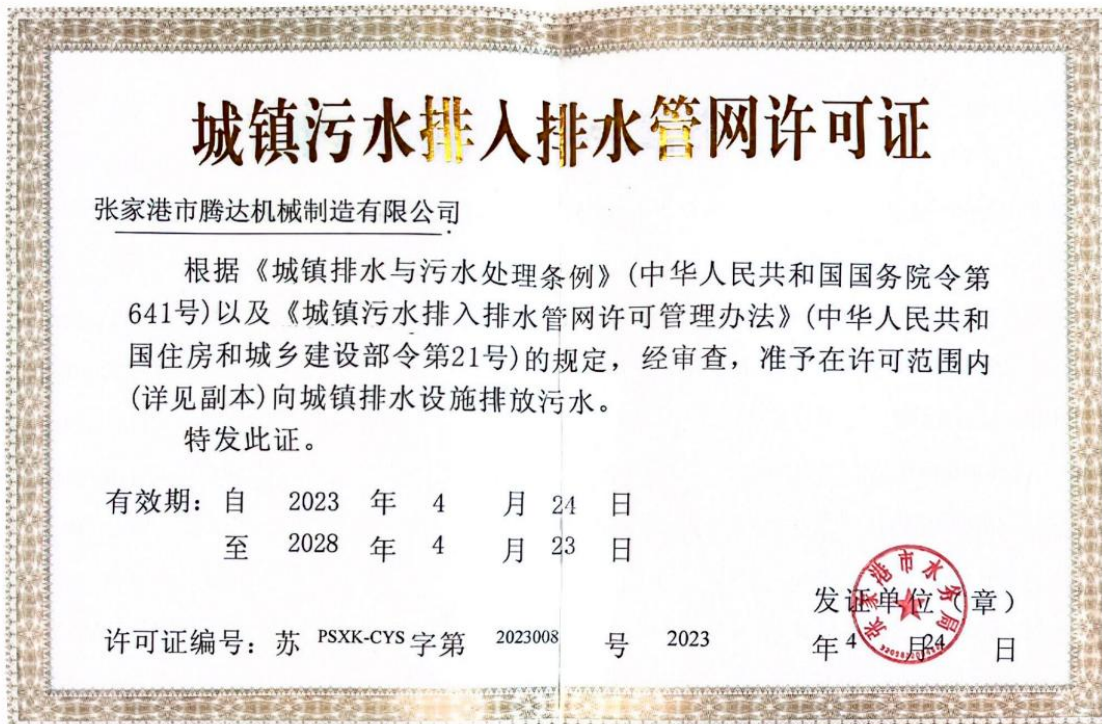 城镇污水排入排水管网许可证
张家港市腾达机械制造有限公司
根据《城镇排水与污水处理条例》(中华人民共和国国务院令第
641号)以及《城镇污水排入排水管网许可管理办法》(中华人民共和
国住房和城乡建设部令第21号)的规定，经审查，准予在许可范围内
(详见副本)向城镇排水设施排放污水。
特发此证。
有效期：自 2023 年 4 月 24 日
至 2028 年 4 月 23 日
发证单位（章）
许可证编号：苏 PSXK-CYS 字第 2023008 号 2023 年 4 月 24 日
张家港市水务局